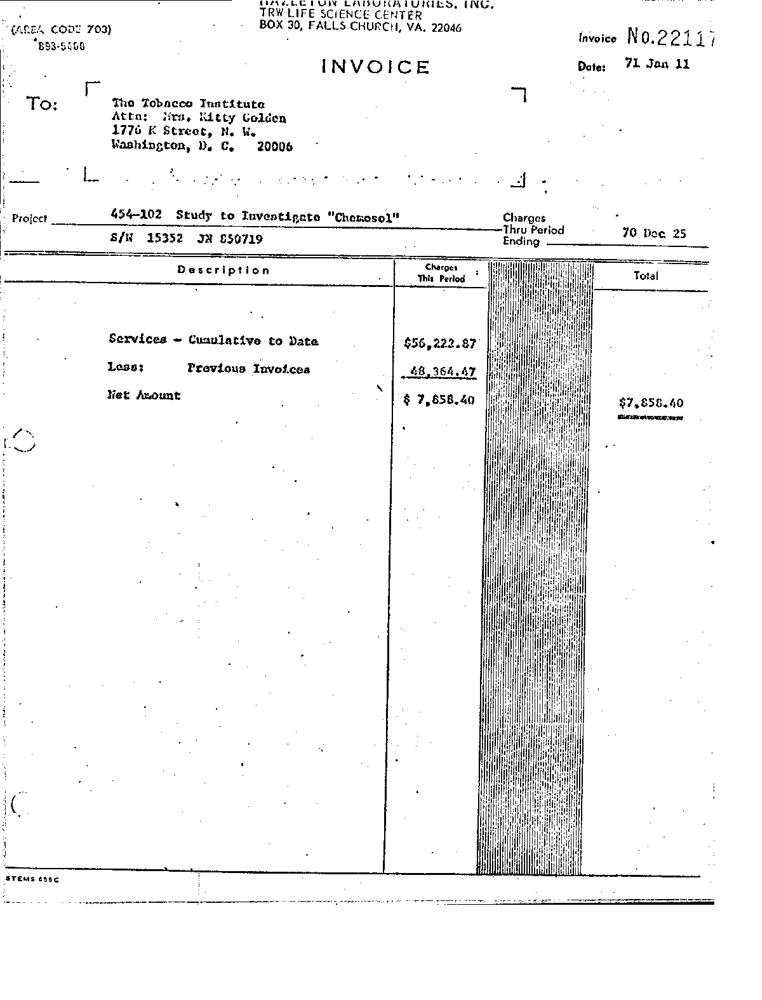 HAZLETON LABORATORIES, INC.
TRW LIFE SCIENCE CENTER
BOX 30, FALLS CHURCH, VA. 22046
(AREA CODE 703)
893-5400
Invoice No.22117
Date: 71 Jan 11
INVOICE
To:
The Tobacco Institute
Attn: Mrs. Kitty Golden
1776 K Street, N. W.
Washington, D. C. 20006
Project 454-102 Study to Investigate "Chemosol"
S/W 15352 JN 850719
Charges
Thru Period
Ending 70 Dec 25
Description
Charges
This Period
Total
Services - Cumulative to Date $56,222.87
Less: Previous Invoices 48,364.47
Net Amount $ 7,858.40 $7,858.40